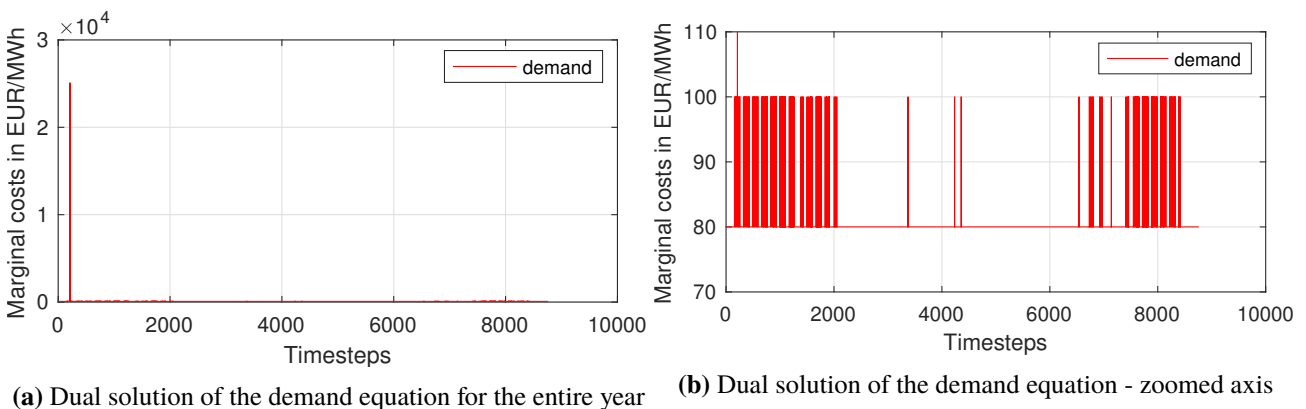 ×10⁴
3
2
1
0
Marginal costs in EUR/MWh
demand
0 2000 4000 6000 8000 10000
Timesteps
(a) Dual solution of the demand equation for the entire year
110
100
90
80
70
Marginal costs in EUR/MWh
demand
0 2000 4000 6000 8000 10000
Timesteps
(b) Dual solution of the demand equation - zoomed axis